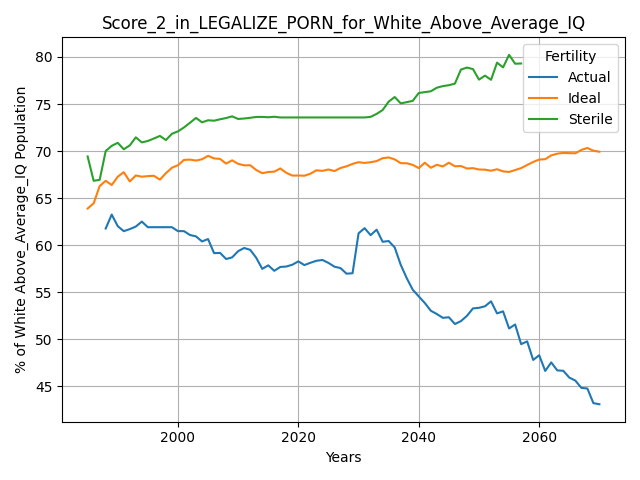 Score_2_in_LEGALIZE_PORN_for_White_Above_Average_IQ
% of White Above_Average_IQ Population
80
75
70
65
60
55
50
45
Fertility
Actual
Ideal
Sterile
2000 2020 2040 2060
Years